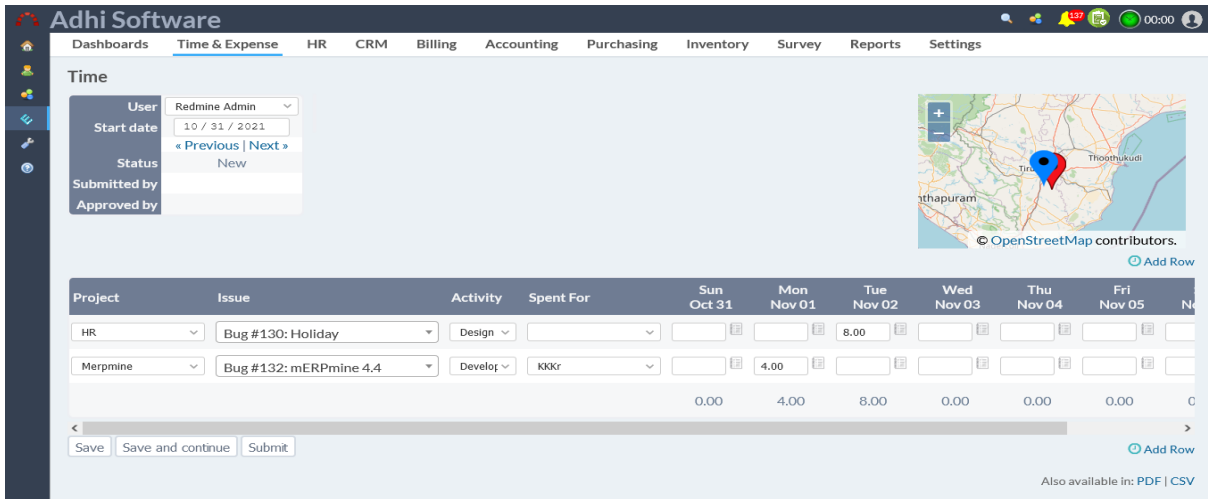 Adhi Software
137
00:00
Dashboards Time & Expense HR CRM Billing Accounting Purchasing Inventory Survey Reports Settings
Time
User Redmine Admin
Start date 10 / 31 / 2021
« Previous | Next »
Status New
Submitted by
Approved by
+
−
Thoothukudi
Tiru
nthapuram
© OpenStreetMap contributors.
Add Row
Project Issue Activity Spent For Sun Oct 31 Mon Nov 01 Tue Nov 02 Wed Nov 03 Thu Nov 04 Fri Nov 05
HR Bug #130: Holiday Design 8.00
Merpmine Bug #132: mERPmine 4.4 Develop KKKr 4.00
0.00 4.00 8.00 0.00 0.00 0.00 0
Save Save and continue Submit
Add Row
Also available in: PDF | CSV